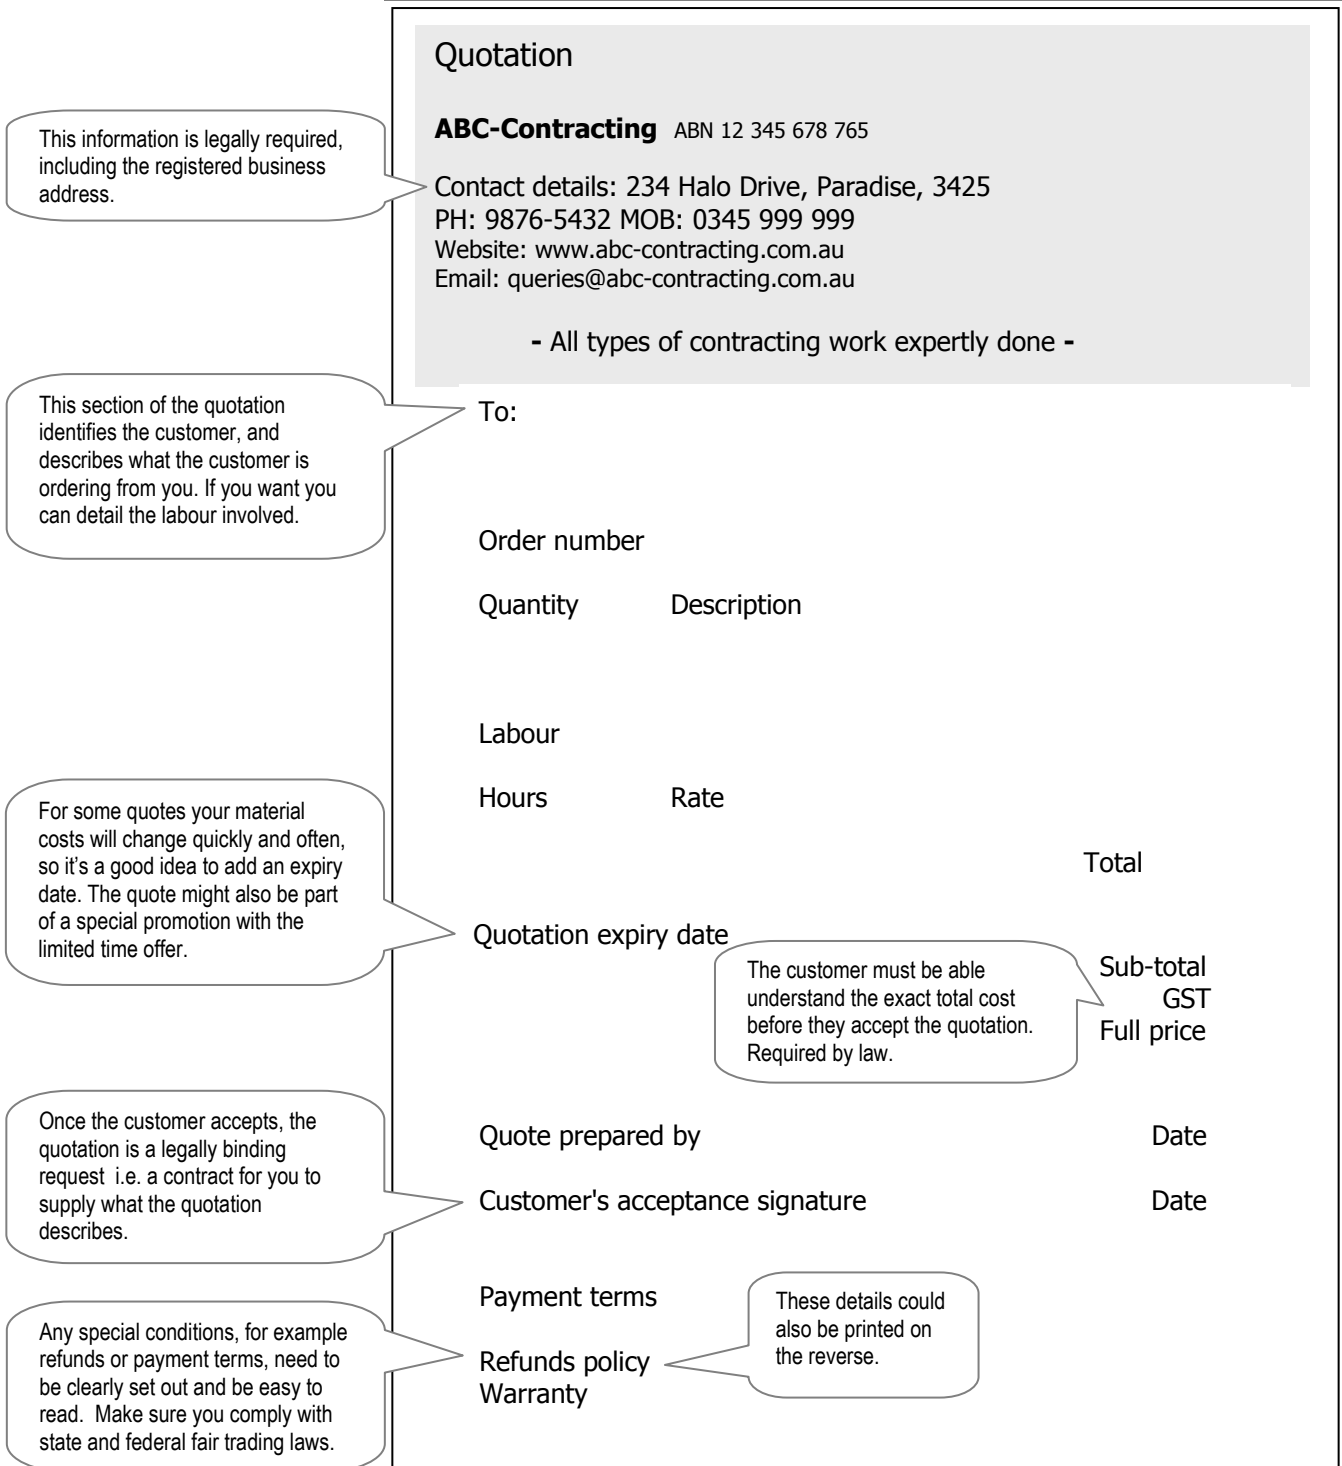 Quotation
ABC-Contracting ABN 12 345 678 765
This information is legally required,
including the registered business
address.
Contact details: 234 Halo Drive, Paradise, 3425
PH: 9876-5432 MOB: 0345 999 999
Website: www.abc-contracting.com.au
Email: queries@abc-contracting.com.au
- All types of contracting work expertly done -
This section of the quotation
identifies the customer, and
describes what the customer is
ordering from you. If you want you
can detail the labour involved.
To:
Order number
Quantity Description
Labour
Hours Rate
Total
For some quotes your material
costs will change quickly and often,
so it's a good idea to add an expiry
date. The quote might also be part
of a special promotion with the
limited time offer.
Quotation expiry date
The customer must be able
understand the exact total cost
before they accept the quotation.
Required by law.
Sub-total
GST
Full price
Once the customer accepts, the
quotation is a legally binding
request i.e. a contract for you to
supply what the quotation
describes.
Quote prepared by Date
Customer's acceptance signature Date
Payment terms
These details could
also be printed on
the reverse.
Any special conditions, for example
refunds or payment terms, need to
be clearly set out and be easy to
read. Make sure you comply with
state and federal fair trading laws.
Refunds policy
Warranty